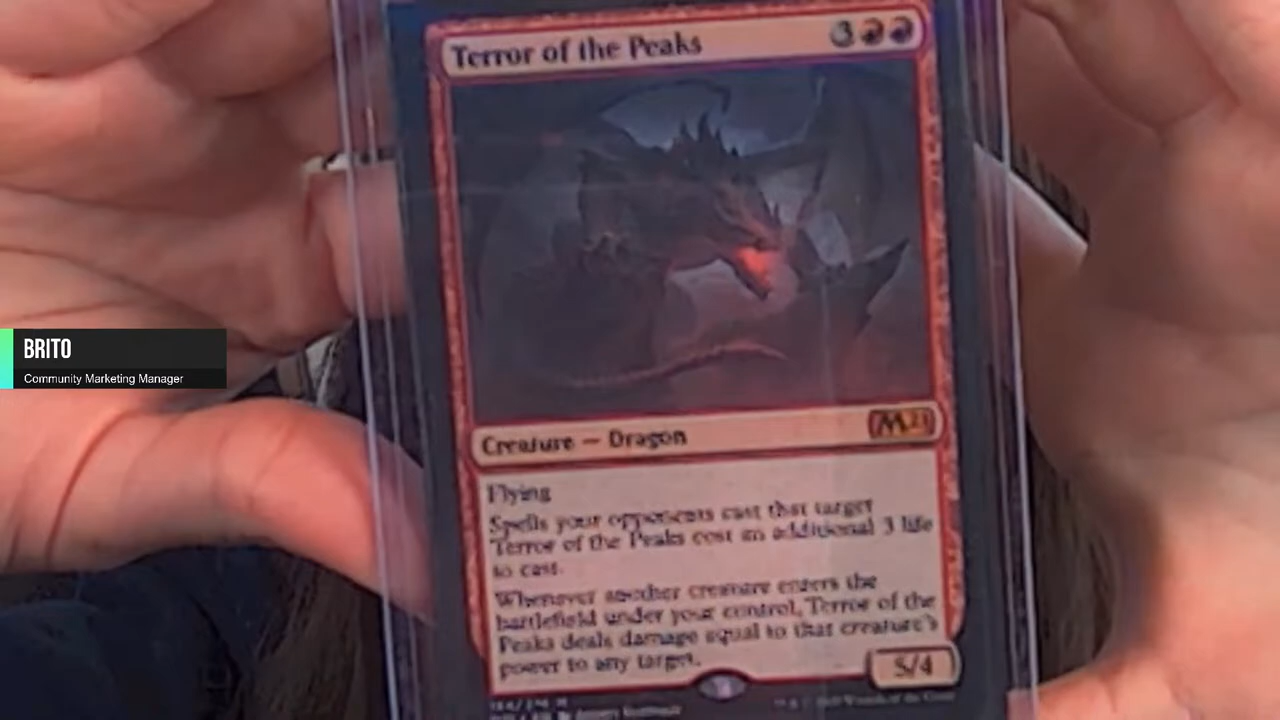 Terror of the Peaks 3
BRITO
Community Marketing Manager
Creature — Dragon M21
Flying
Spells your opponents cast that target
Terror of the Peaks cost an additional 3 life
to cast.
Whenever another creature enters the
battlefield under your control, Terror of the
Peaks deals damage equal to that creature's
power to any target.
5/4